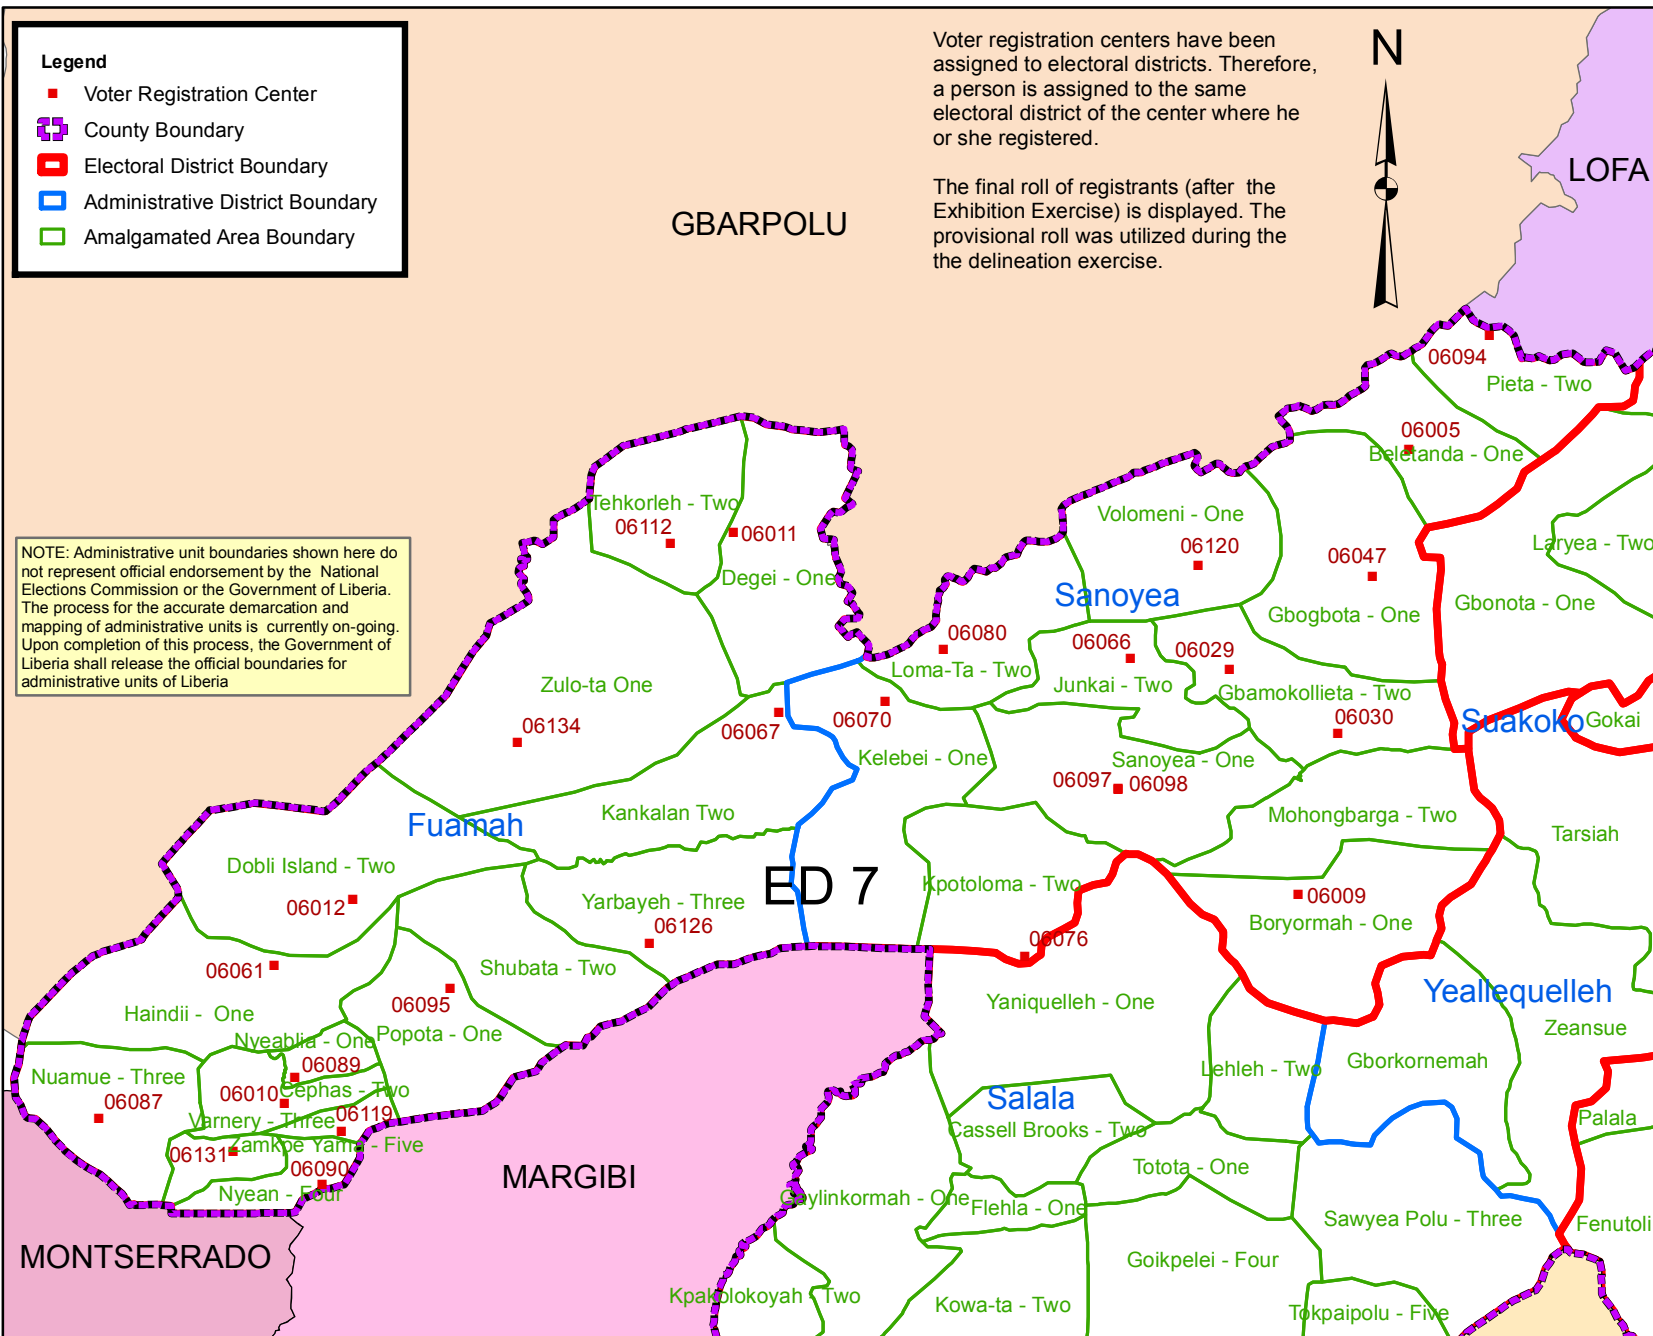 Legend
Voter Registration Center
County Boundary
Electoral District Boundary
Administrative District Boundary
Amalgamated Area Boundary
Voter registration centers have been
assigned to electoral districts. Therefore,
a person is assigned to the same
electoral district of the center where he
or she registered.
The final roll of registrants (after the
Exhibition Exercise) is displayed. The
provisional roll was utilized during the
the delineation exercise.
N
LOFA
GBARPOLU
NOTE: Administrative unit boundaries shown here do
not represent official endorsement by the National
Elections Commission or the Government of Liberia.
The process for the accurate demarcation and
mapping of administrative units is currently on-going.
Upon completion of this process, the Government of
Liberia shall release the official boundaries for
administrative units of Liberia
06094
Pieta - Two
06005
Beletanda - One
Tehkorleh - Two
06112
06011
Degei - One
Volomeni - One
06120
06047
Laryea - Two
Sanoyea
Gbogbota - One
Gbonota - One
06080
Loma-Ta - Two
06066
Junkai - Two
06029
Gbamokollieta - Two
06030
Zulo-ta One
06134
06067
06070
Kelebei - One
Suakoko
Gokai
Sanoyea - One
06097
06098
Kankalan Two
Mohongbarga - Two
Tarsiah
Fuamah
Dobli Island - Two
06012
ED 7
Kpotoloma - Two
Yarbayeh - Three
06126
06009
Boryormah - One
06076
06061
Shubata - Two
06095
Popota - One
Yaniquelleh - One
Yeallequelleh
Zeansue
Haindii - One
Nyeablia - One
06089
Nuamue - Three
06087
06010
Cephas - Two
Varnery - Three
06119
Zamkpe Yama - Five
06131
06090
Nyean - Four
Lehleh - Two
Gborkornemah
Salala
Cassell Brooks - Two
Palala
Totota - One
MARGIBI
Gaylinkormah - One
Flehla - One
Sawyea Polu - Three
Fenutoli
MONTSERRADO
Goikpelei - Four
Kpakolokoyah - Two
Kowa-ta - Two
Tokpaipolu - Five